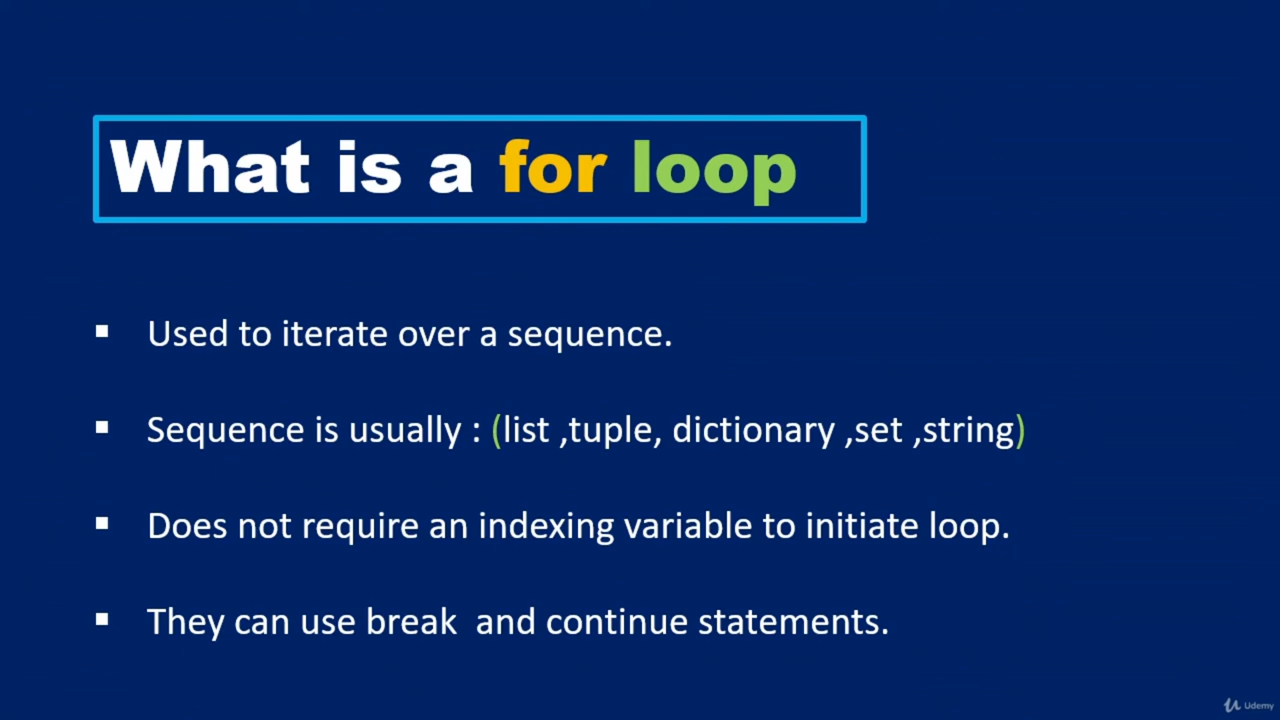 What is a for loop
▪ Used to iterate over a sequence.
▪ Sequence is usually : (list ,tuple, dictionary ,set ,string)
▪ Does not require an indexing variable to initiate loop.
▪ They can use break  and continue statements.
Udemy